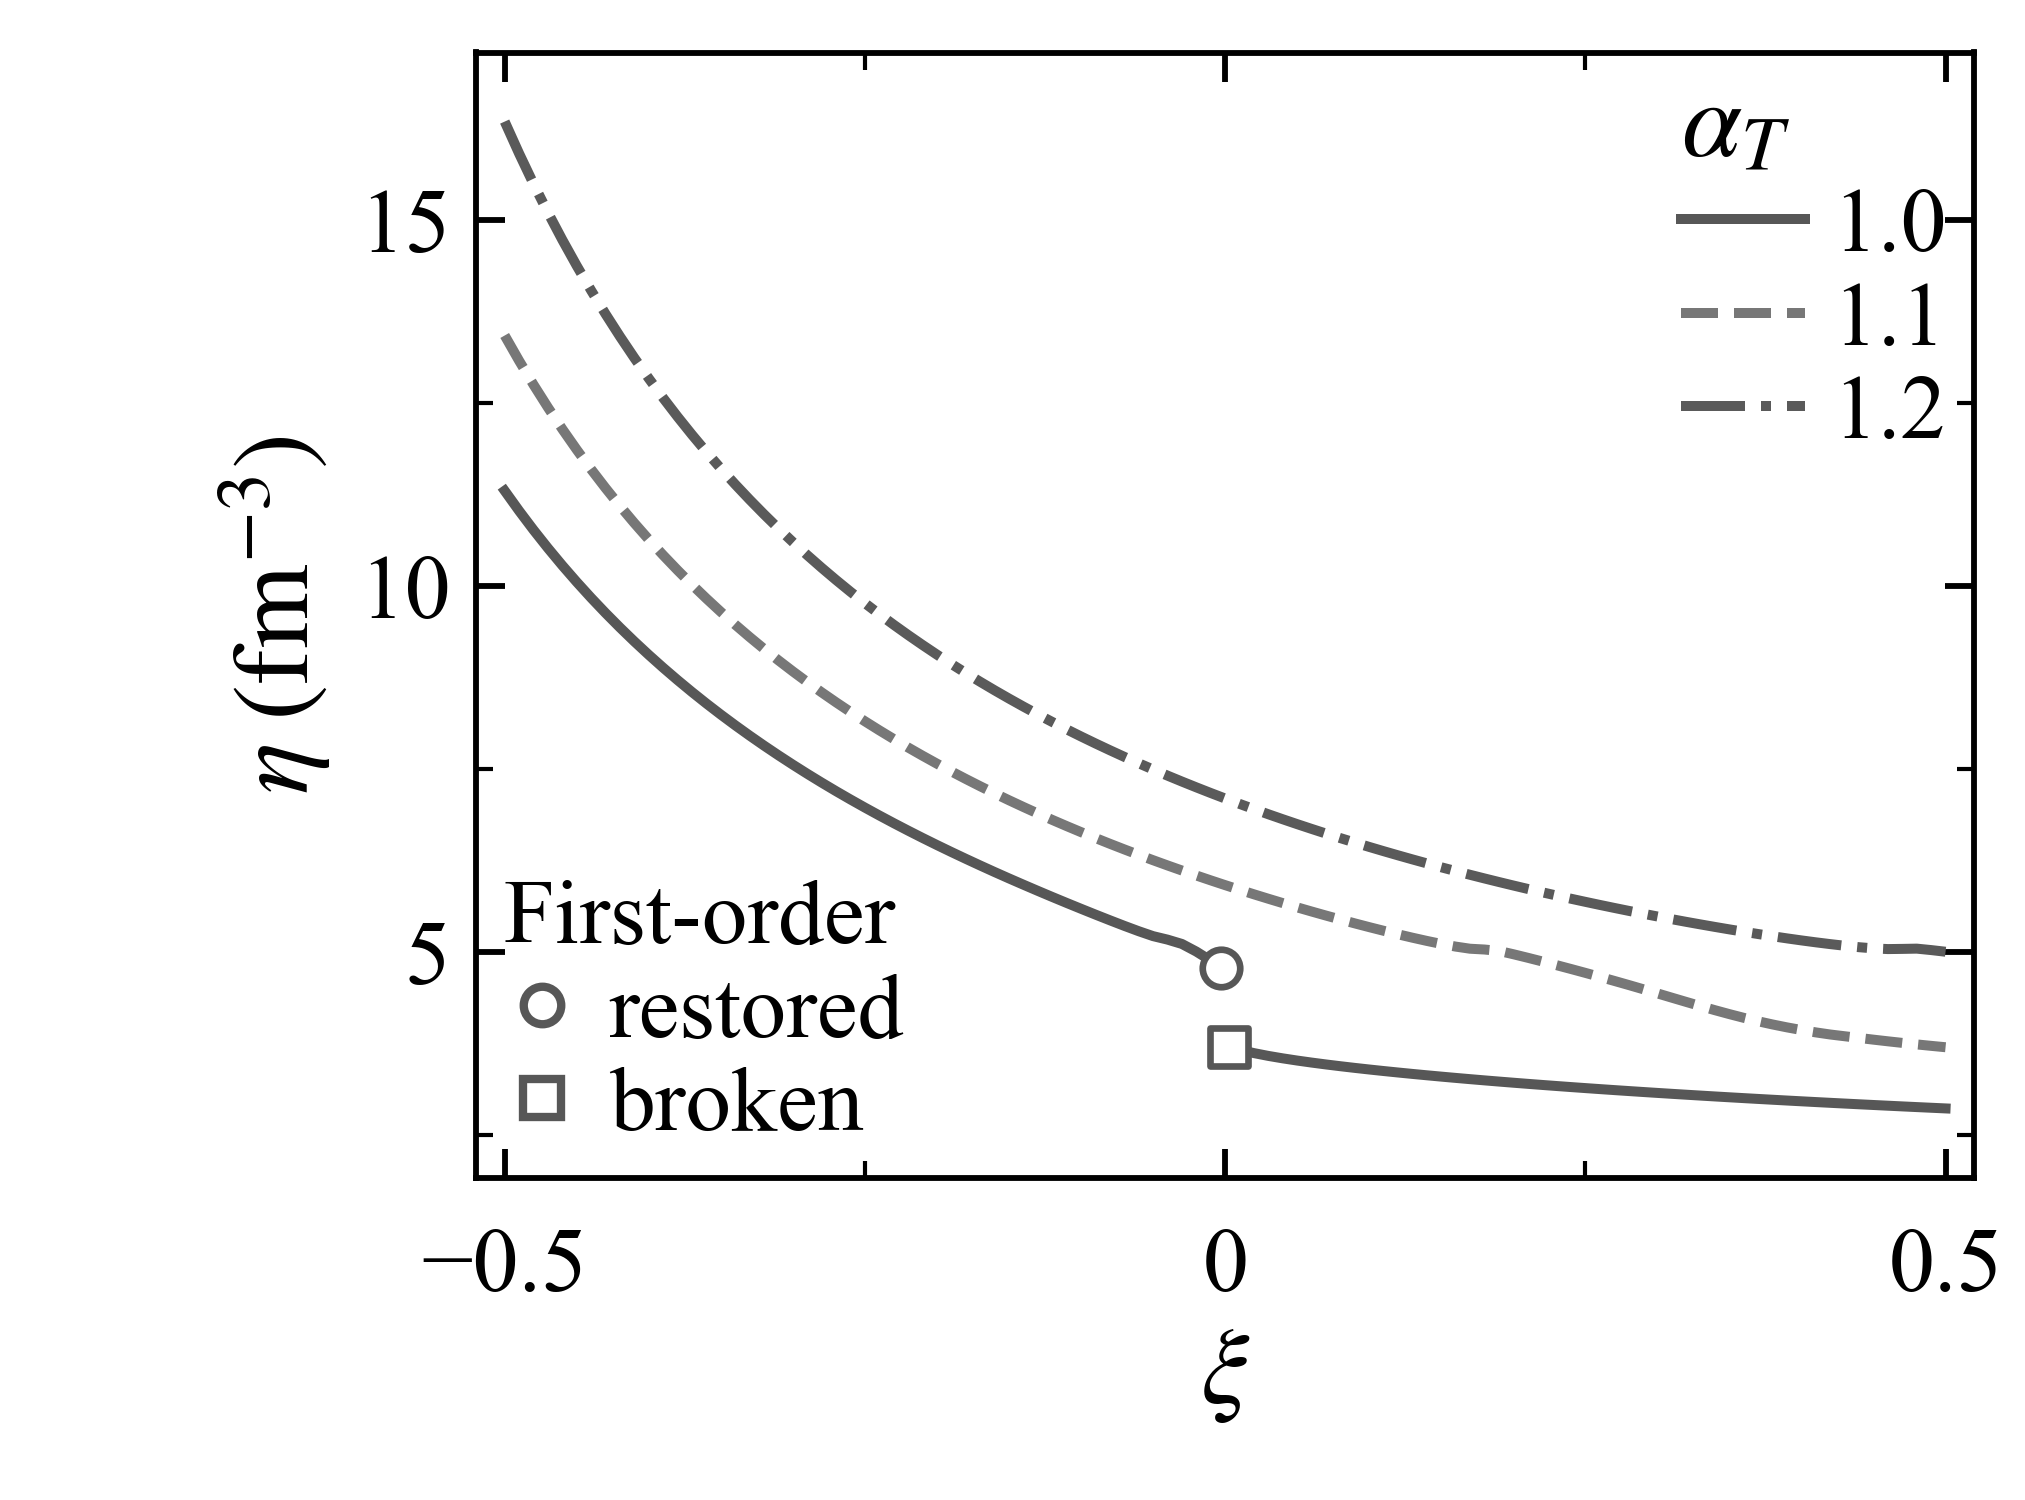 α_T
15
1.0
1.1
1.2
η (fm⁻³)
10
First-order
5
restored
broken
−0.5
0
0.5
ξ